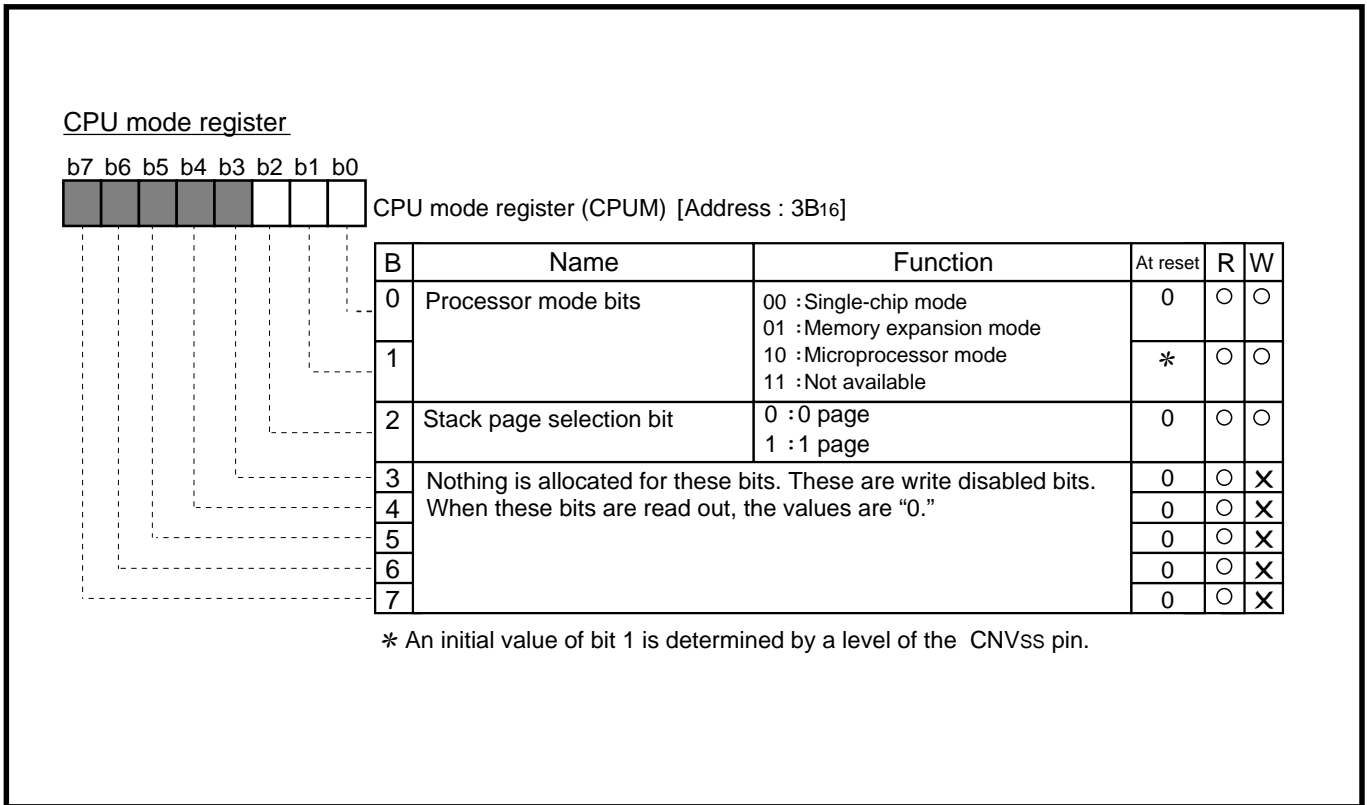 CPU mode register
b7 b6 b5 b4 b3 b2 b1 b0
CPU mode register (CPUM) [Address : 3B16]
B Name Function At reset R W
0 Processor mode bits 00 : Single-chip mode 0 ○ ○
01 : Memory expansion mode
1 10 : Microprocessor mode * ○ ○
11 : Not available
2 Stack page selection bit 0 : 0 page 0 ○ ○
1 : 1 page
3 Nothing is allocated for these bits. These are write disabled bits. 0 ○ ×
4 When these bits are read out, the values are “0.” 0 ○ ×
5 0 ○ ×
6 0 ○ ×
7 0 ○ ×
* An initial value of bit 1 is determined by a level of the CNVSS pin.